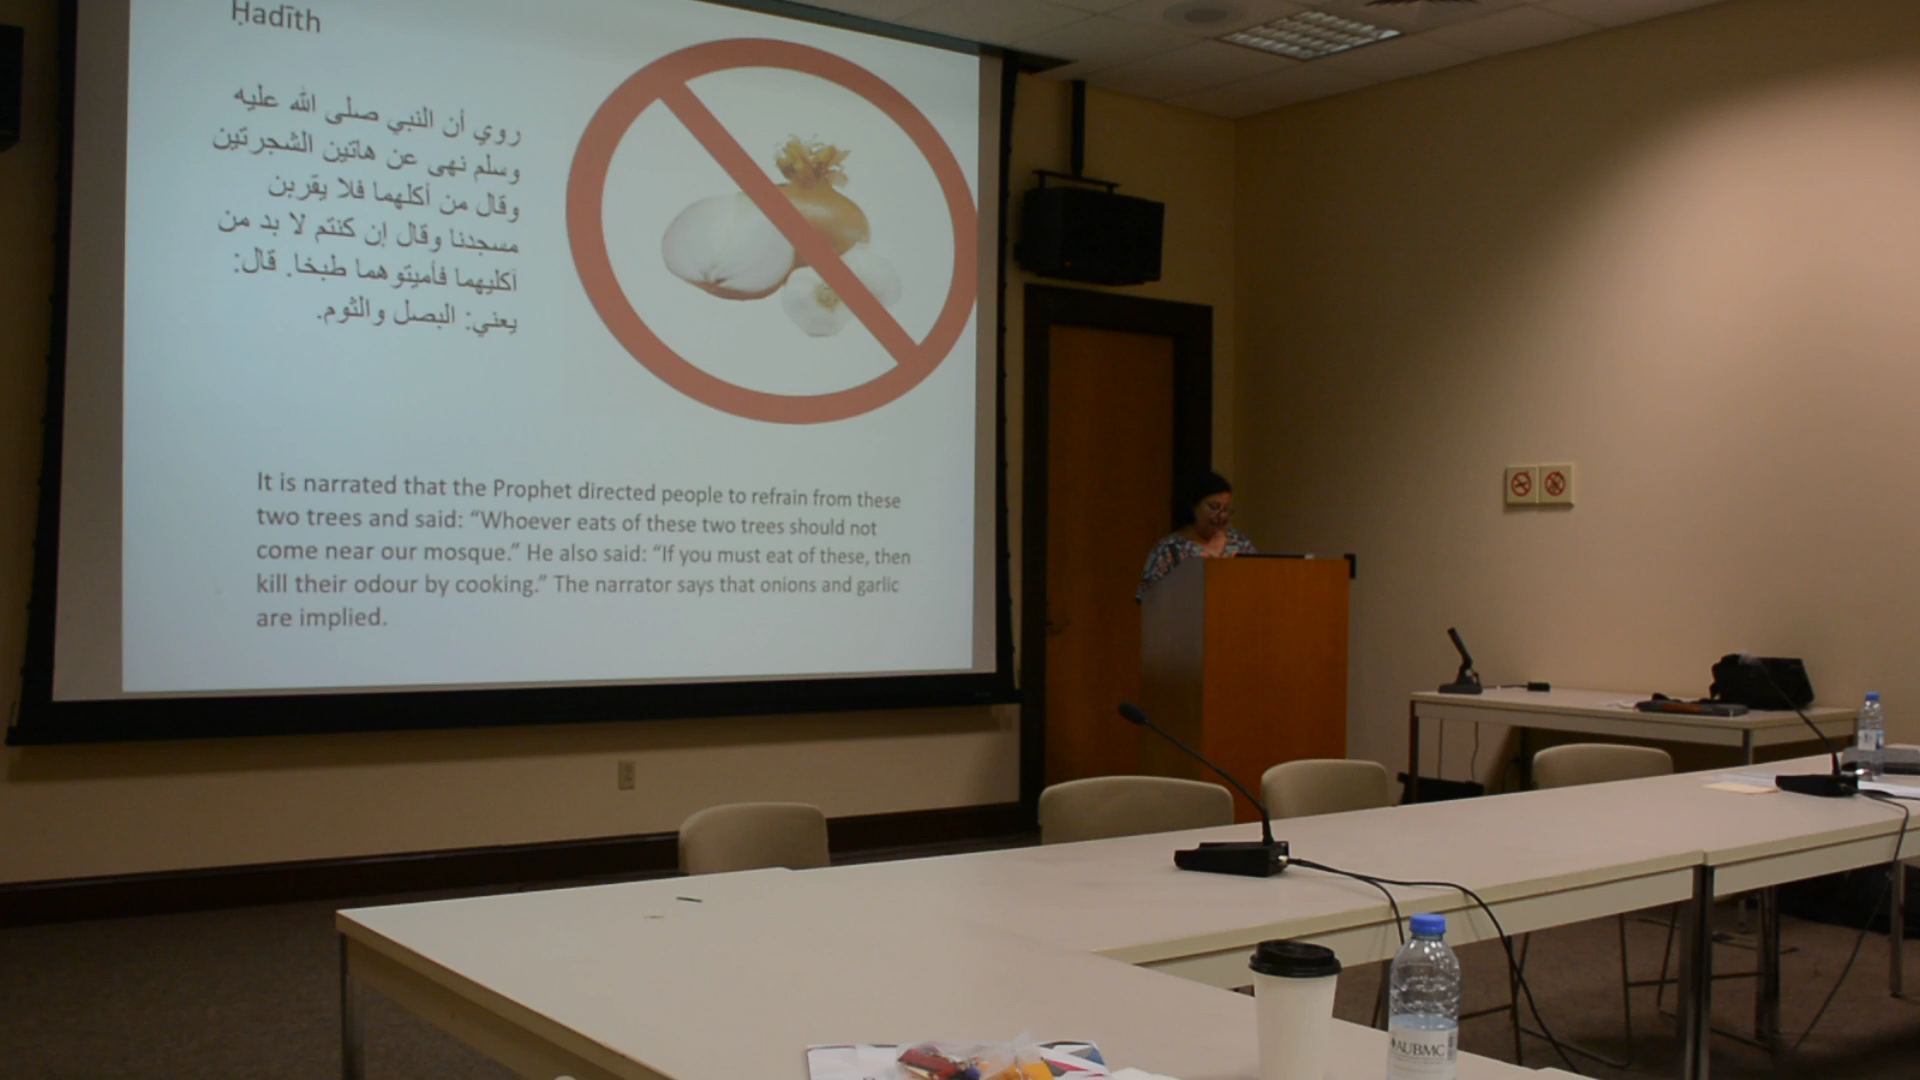 Ḥadīth
روي أن النبي صلى الله عليه
وسلم نهى عن هاتين الشجرتين
وقال من أكلهما فلا يقربن
مسجدنا وقال إن كنتم لا بد من
أكليهما فأميتوهما طبخا. قال:
يعني: البصل والثوم.
It is narrated that the Prophet directed people to refrain from these
two trees and said: “Whoever eats of these two trees should not
come near our mosque.” He also said: “If you must eat of these, then
kill their odour by cooking.” The narrator says that onions and garlic
are implied.
AUBMC